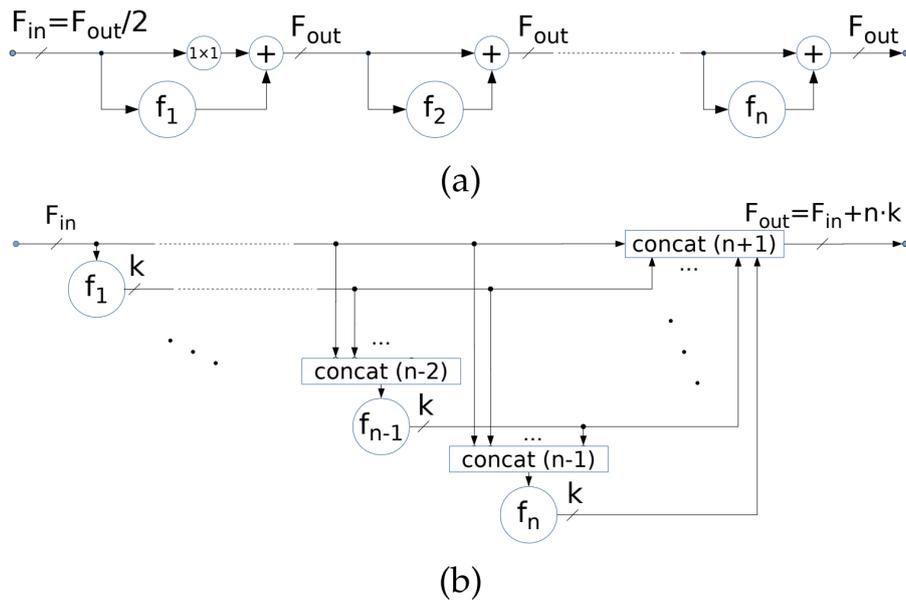 F_in=F_out/2
F_out
F_out
F_out
1×1
+
+
+
f_1
f_2
f_n
(a)
F_in
F_out=F_in+n·k
concat (n+1)
...
k
f_1
...
concat (n-2)
k
f_n-1
...
concat (n-1)
k
f_n
(b)